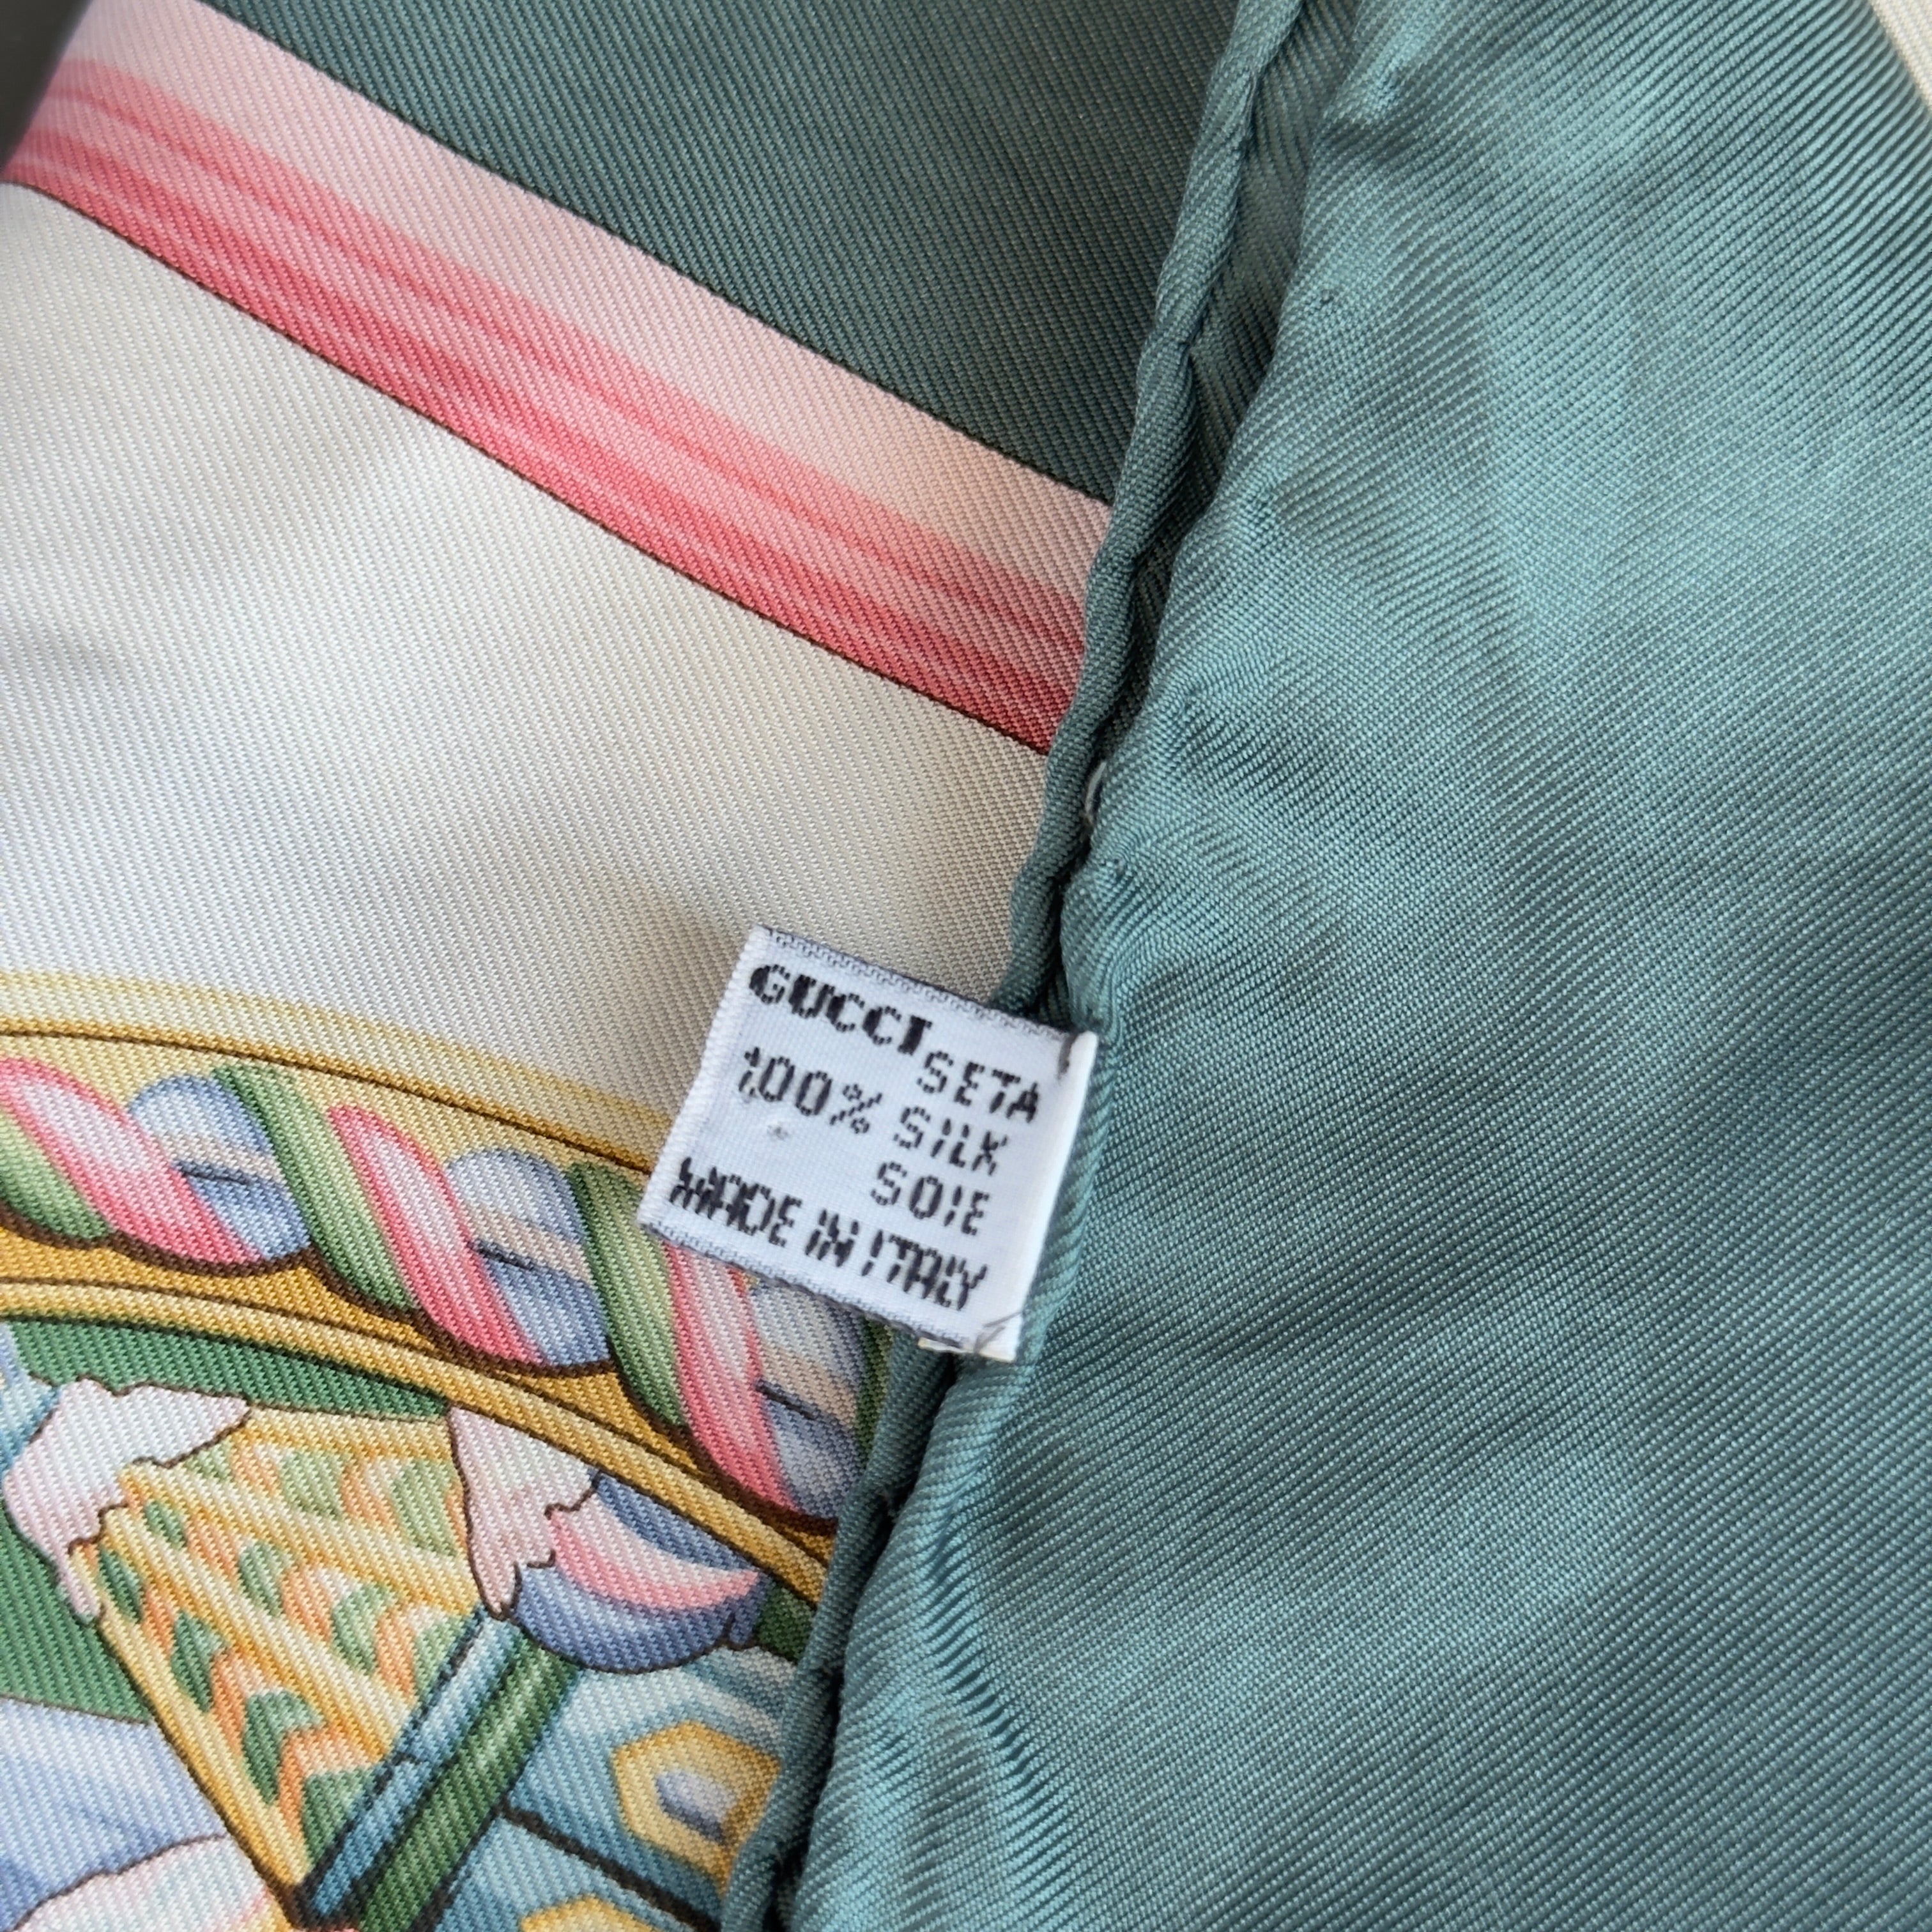 GUCCI
SETA
100% SILK
SOIE
MADE IN ITALY